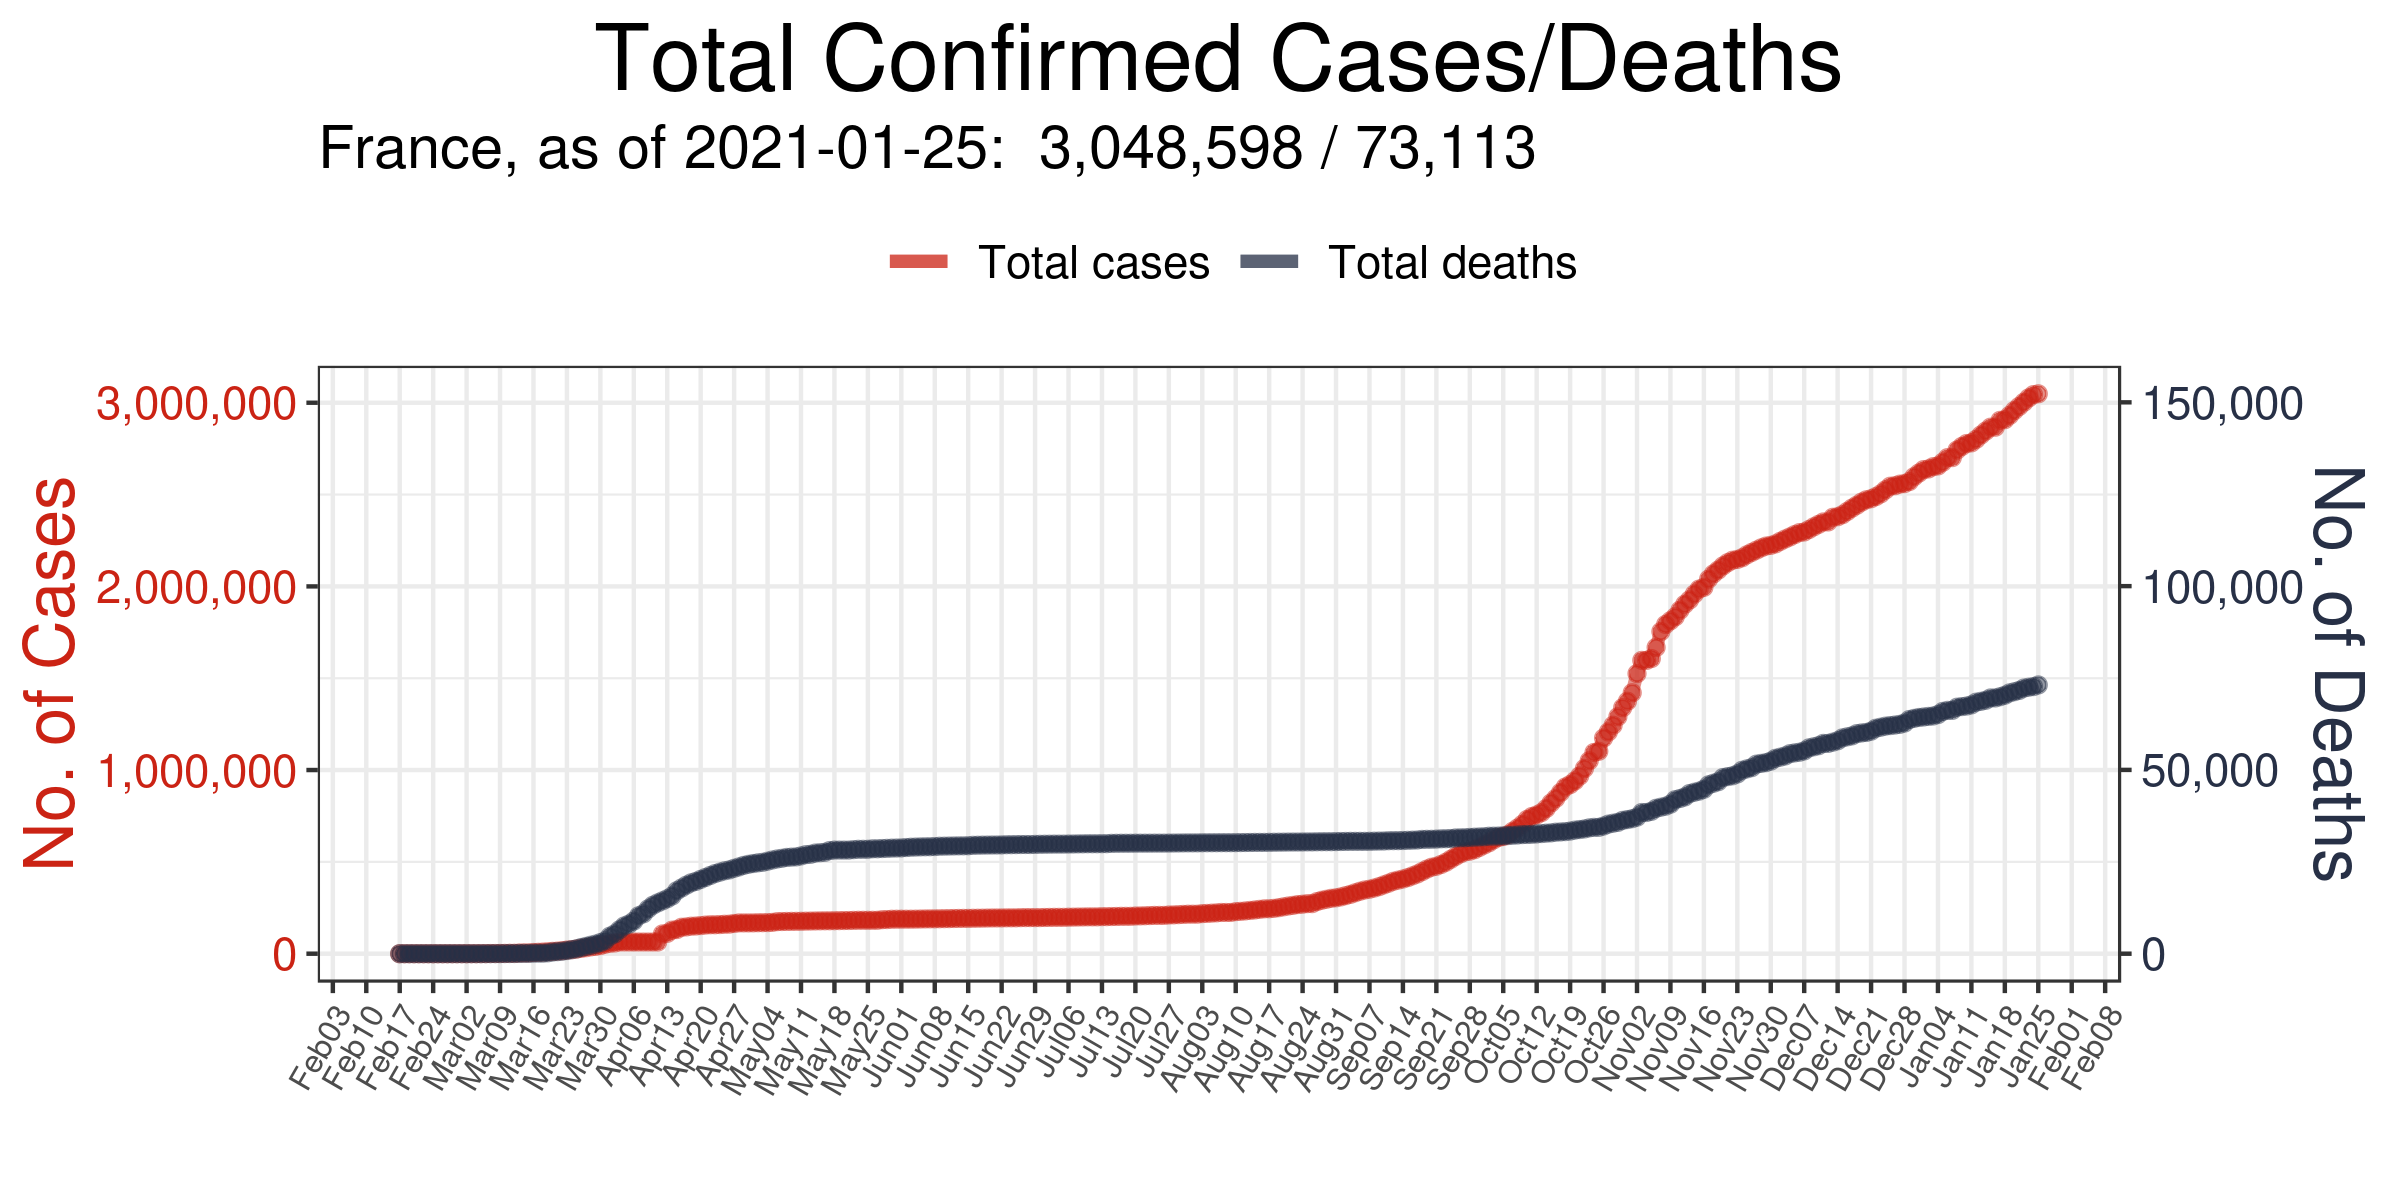 Total Confirmed Cases/Deaths
France, as of 2021-01-25:  3,048,598 / 73,113
Total cases
Total deaths
No. of Cases
3,000,000
2,000,000
1,000,000
0
150,000
100,000
50,000
0
No. of Deaths
Feb03
Feb10
Feb17
Feb24
Mar02
Mar09
Mar16
Mar23
Mar30
Apr06
Apr13
Apr20
Apr27
May04
May11
May18
May25
Jun01
Jun08
Jun15
Jun22
Jun29
Jul06
Jul13
Jul20
Jul27
Aug03
Aug10
Aug17
Aug24
Aug31
Sep07
Sep14
Sep21
Sep28
Oct05
Oct12
Oct19
Oct26
Nov02
Nov09
Nov16
Nov23
Nov30
Dec07
Dec14
Dec21
Dec28
Dec04
Jan11
Jan18
Jan25
Feb01
Feb08